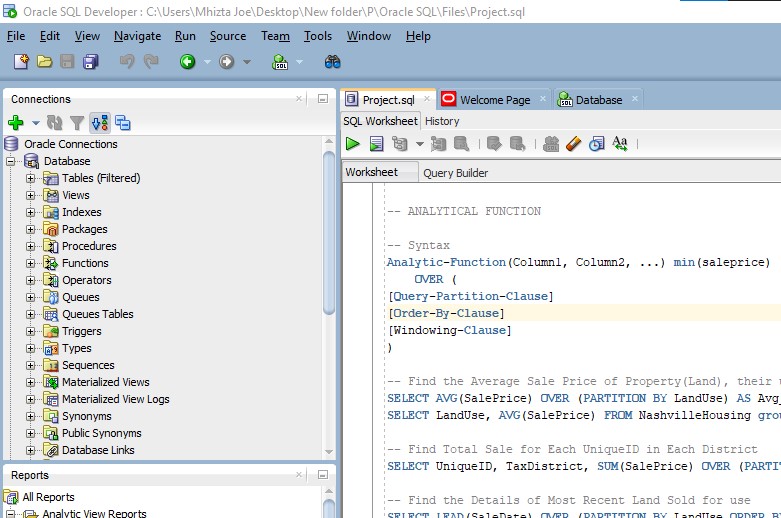 Oracle SQL Developer : C:\Users\Mhizta Joe\Desktop\New folder\P\Oracle SQL\Files\Project.sql
File Edit View Navigate Run Source Team Tools Window Help
Connections
Oracle Connections
Database
Tables (Filtered)
Views
Indexes
Packages
Procedures
Functions
Operators
Queues
Queues Tables
Triggers
Types
Sequences
Materialized Views
Materialized View Logs
Synonyms
Public Synonyms
Database Links
Reports
All Reports
Analytic View Reports
Project.sql Welcome Page Database
SQL Worksheet History
Worksheet Query Builder
-- ANALYTICAL FUNCTION
-- Syntax
Analytic-Function(Column1, Column2, ...) min(saleprice)
OVER (
[Query-Partition-Clause]
[Order-By-Clause]
[Windowing-Clause]
)
-- Find the Average Sale Price of Property(Land), their
SELECT AVG(SalePrice) OVER (PARTITION BY LandUse) AS Avg
SELECT LandUse, AVG(SalePrice) FROM NashvilleHousing
-- Find Total Sale for Each UniqueID in Each District
SELECT UniqueID, TaxDistrict, SUM(SalePrice) OVER (PARTI
-- Find the Details of Most Recent Land Sold for use
SELECT LEAD(SaleDate) OVER (PARTITION BY LandUse ORDER B